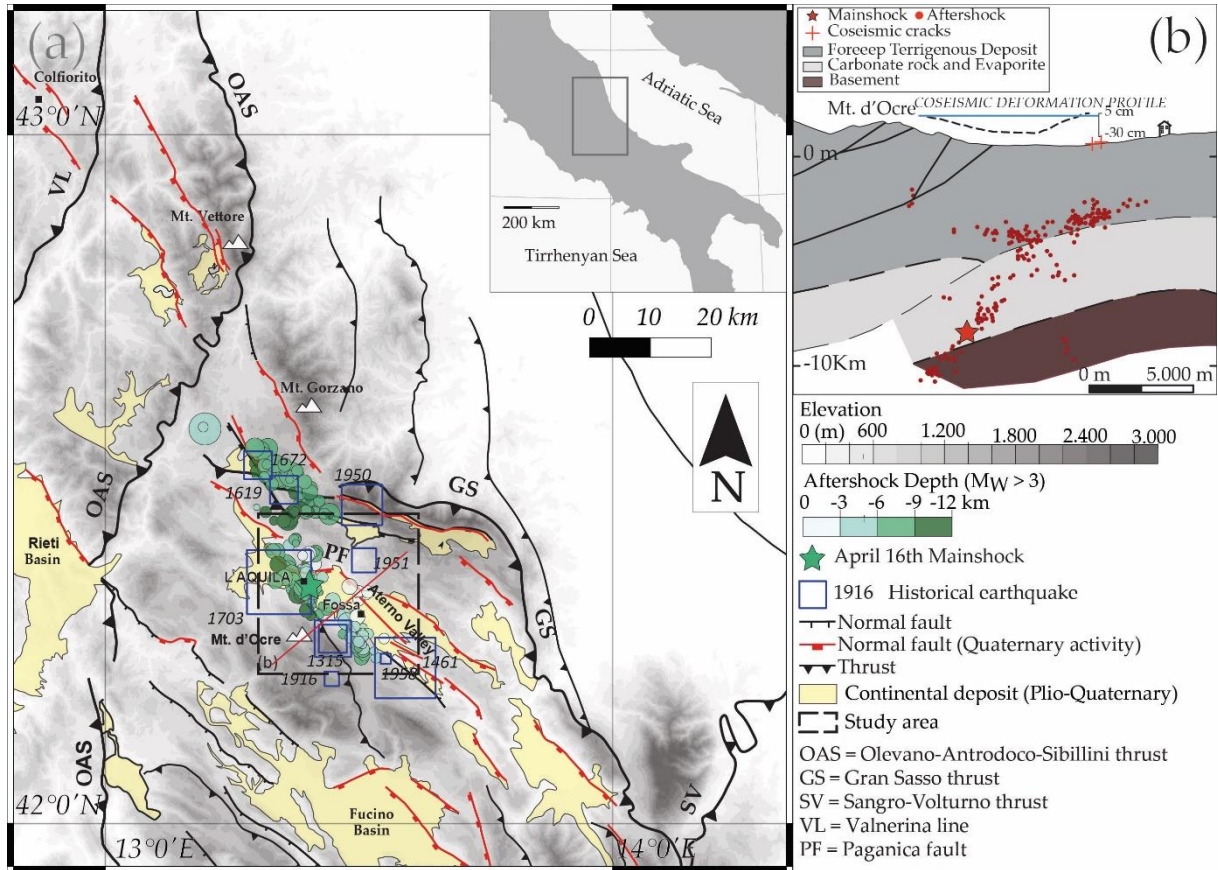 (a)
Colfiorito
43°0'N
OAS
VL
Mt. Vettore
Adriatic Sea
200 km
Tirrhenyan Sea
0 10 20 km
Mt. Gorzano
N
1672
1950
1619
GS
OAS
Rieti
Basin
PF
1951
L'AQUILA
Fossa
Aterno Valley
1703
Mt. d'Ocre
(b)
GS
1315
1461
1958
1916
OAS
42°0'N
SV
Fucino
Basin
13°0'E
14°0'E
(b)
Mainshock
Aftershock
Coseismic cracks
Foreeep Terrigenous Deposit
Carbonate rock and Evaporite
Basement
Mt. d'Ocre
COSEISMIC DEFORMATION PROFILE
5 cm
-30 cm
0 m
-10Km
0 m 5.000 m
Elevation
0 (m) 600 1.200 1.800 2.400 3.000
Aftershock Depth (MW > 3)
0 -3 -6 -9 -12 km
April 16th Mainshock
1916 Historical earthquake
Normal fault
Normal fault (Quaternary activity)
Thrust
Continental deposit (Plio-Quaternary)
Study area
OAS = Olevano-Antrodoco-Sibillini thrust
GS = Gran Sasso thrust
SV = Sangro-Volturno thrust
VL = Valnerina line
PF = Paganica fault